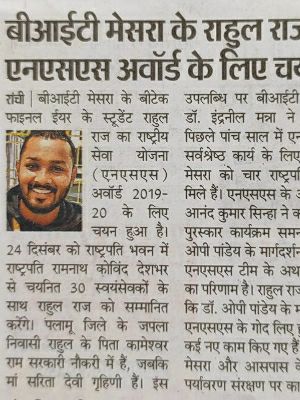 बीआईटी मेसरा के राहुल राज
एनएसएस अवॉर्ड के लिए
रांची | बीआईटी मेसरा के बीटेक
फाइनल ईयर के स्टूडेंट राहुल
राज का राष्ट्रीय
सेवा योजना
(एनएसएस)
अवॉर्ड 2019-
20 के लिए
चयन हुआ है।
24 दिसंबर को राष्ट्रपति भवन में
राष्ट्रपति रामनाथ कोविंद देशभर
से चयनित 30 स्वयंसेवकों के
साथ राहुल राज को सम्मानित
करेंगे। पलामू जिले के जपला
निवासी राहुल के पिता कामेश्वर
राम सरकारी नौकरी में हैं, जबकि
मां सरिता देवी गृहिणी हैं। इस
उपलब्धि पर बीआईटी
डॉ. इंद्रनील मन्ना ने
पिछले पांच साल में एन
सर्वश्रेष्ठ कार्य के लिए
मेसरा को चार राष्ट्रपति
मिले हैं। एनएसएस के
आनंद कुमार सिन्हा ने
पुरस्कार कार्यक्रम समन
ओपी पांडेय के मार्गदर्शन
एनएसएस टीम के अथ
का परिणाम है। राहुल
कि डॉ. ओपी पांडेय के
एनएसएस के गोद लिए
कई नए काम किए गए हैं
मेसरा और आसपास के
पर्यावरण संरक्षण पर